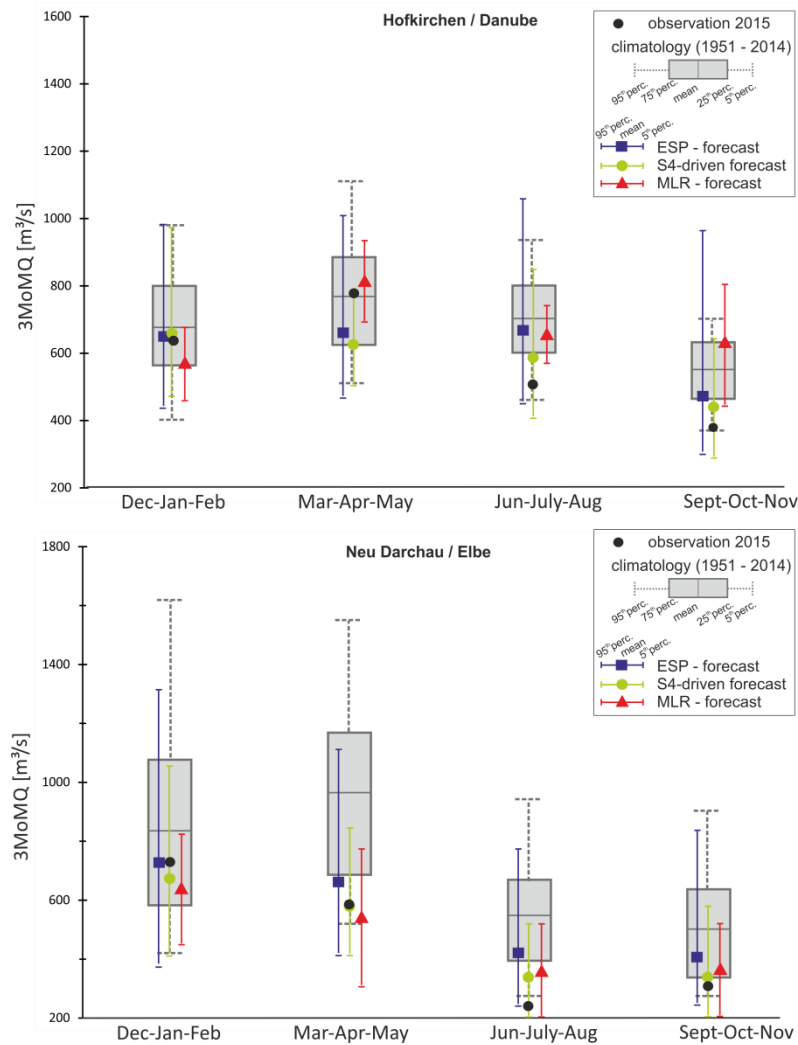 Hofkirchen / Danube
observation 2015
climatology (1951 - 2014)
95th perc. 75th perc. mean 25th perc. 5th perc.
95th perc. mean 5th perc.
ESP - forecast
S4-driven forecast
MLR - forecast
3MoMQ [m³/s]
1600
1400
1200
1000
800
600
400
200
Dec-Jan-Feb Mar-Apr-May Jun-July-Aug Sept-Oct-Nov
Neu Darchau / Elbe
observation 2015
climatology (1951 - 2014)
95th perc. 75th perc. mean 25th perc. 5th perc.
95th perc. mean 5th perc.
ESP - forecast
S4-driven forecast
MLR - forecast
3MoMQ [m³/s]
1800
1400
1000
600
200
Dec-Jan-Feb Mar-Apr-May Jun-July-Aug Sept-Oct-Nov